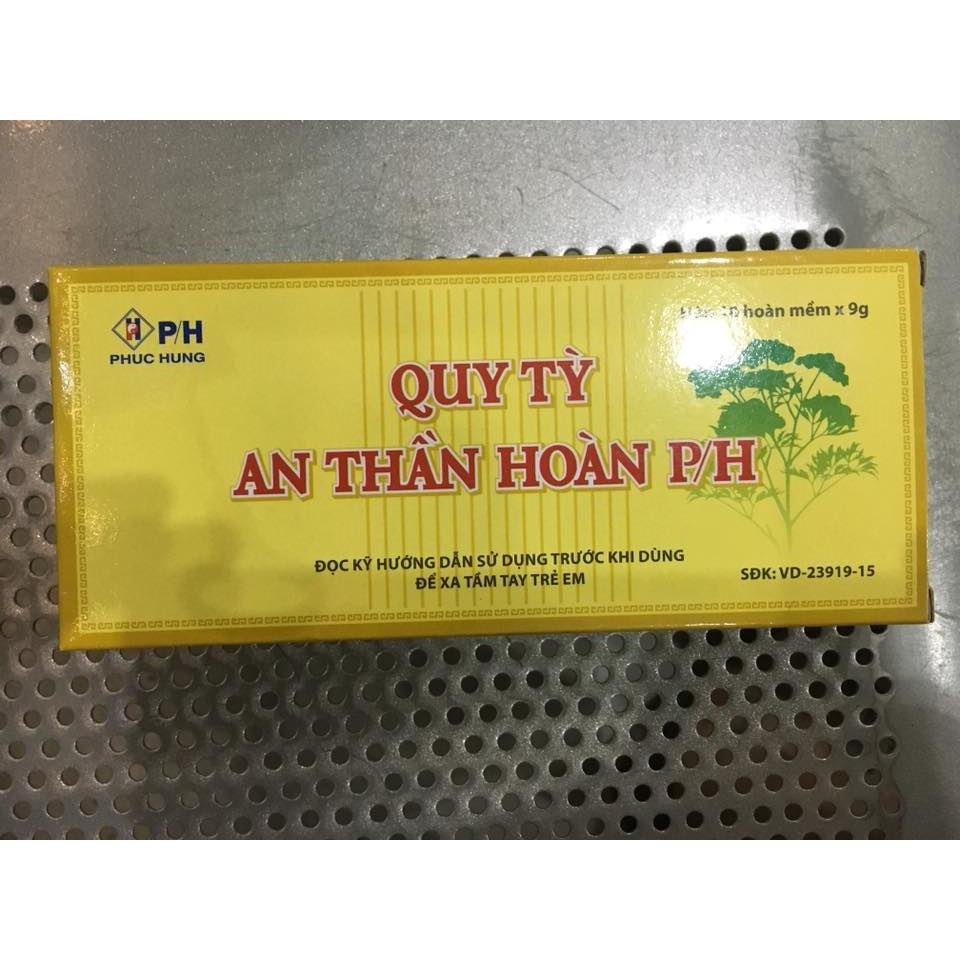 P/H
PHUC HUNG
hoàn mềm x 9g
QUY TỲ
AN THẦN HOÀN P/H
ĐỌC KỸ HƯỚNG DẪN SỬ DỤNG TRƯỚC KHI DÙNG
ĐỂ XA TẦM TAY TRẺ EM
SĐK: VD-23919-15